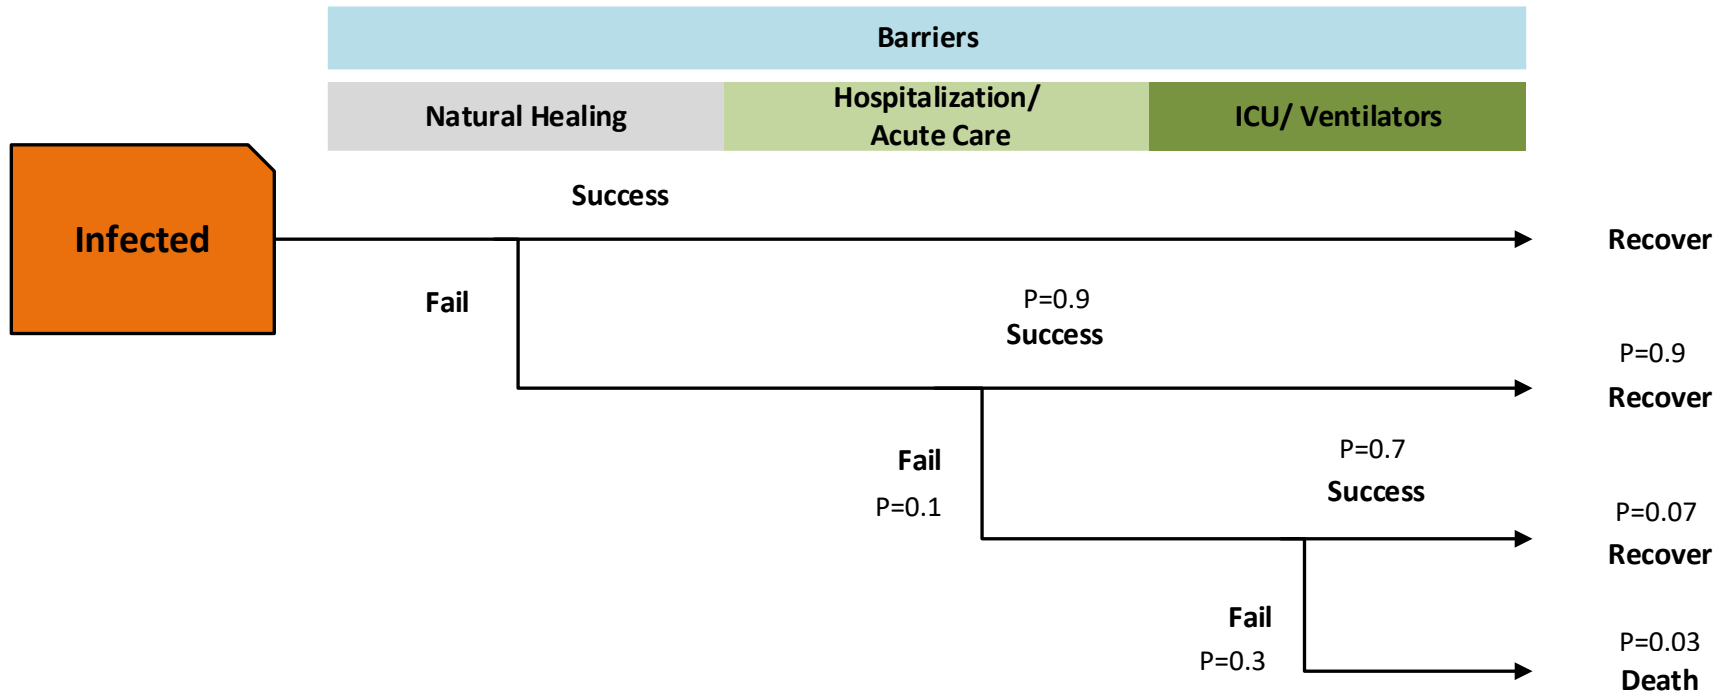 Barriers
Natural Healing
Hospitalization/
Acute Care
ICU/ Ventilators
Success
Infected
Recover
Fail
P=0.9
Success
P=0.9
Recover
Fail
P=0.1
P=0.7
Success
P=0.07
Recover
Fail
P=0.3
P=0.03
Death